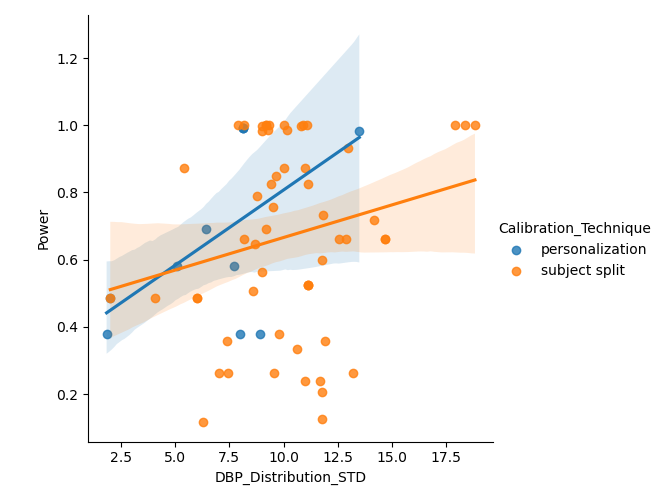 1.2
1.0
0.8
0.6
0.4
0.2
Power
2.5 5.0 7.5 10.0 12.5 15.0 17.5
DBP_Distribution_STD
Calibration_Technique
personalization
subject split